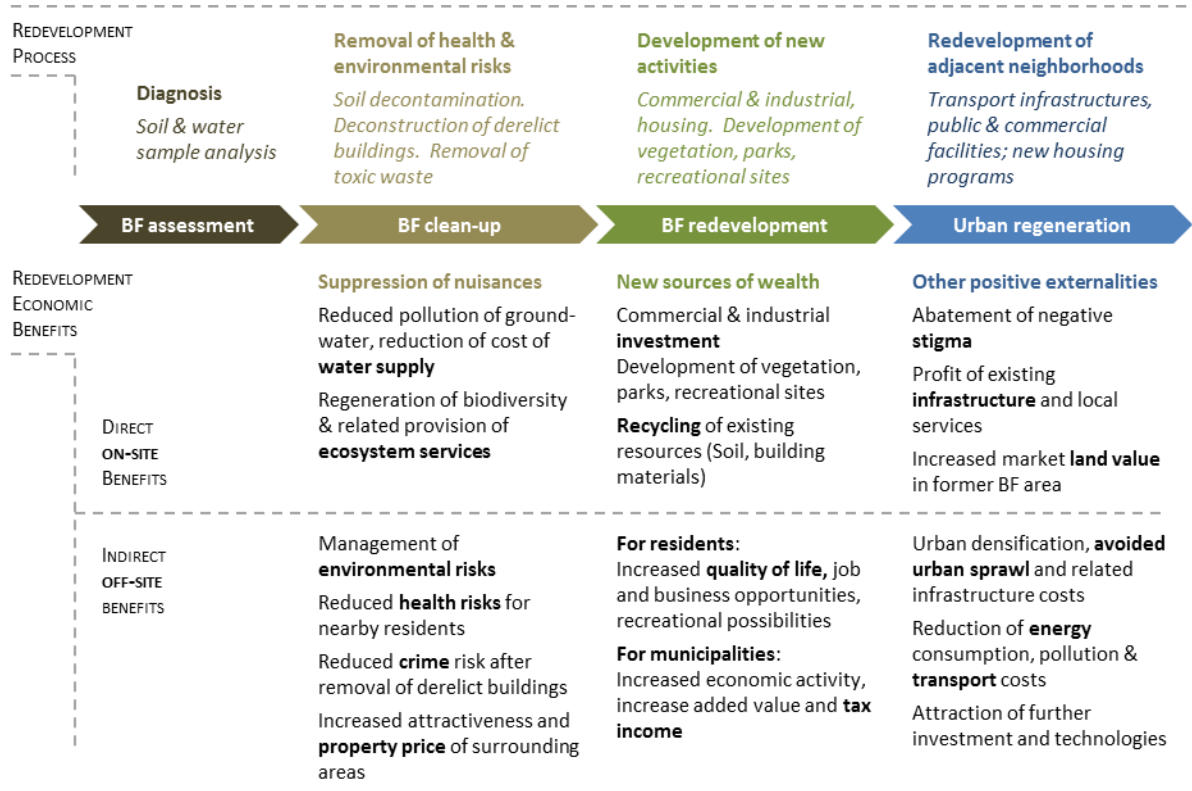 REDEVELOPMENT
PROCESS
Diagnosis
Soil & water
sample analysis
Removal of health &
environmental risks
Soil decontamination.
Deconstruction of derelict
buildings. Removal of
toxic waste
Development of new
activities
Commercial & industrial,
housing. Development of
vegetation, parks,
recreational sites
Redevelopment of
adjacent neighborhoods
Transport infrastructures,
public & commercial
facilities; new housing
programs
BF assessment
BF clean-up
BF redevelopment
Urban regeneration
REDEVELOPMENT
ECONOMIC
BENEFITS
DIRECT
ON-SITE
BENEFITS
Suppression of nuisances
Reduced pollution of ground-
water, reduction of cost of
water supply
Regeneration of biodiversity
& related provision of
ecosystem services
New sources of wealth
Commercial & industrial
investment
Development of vegetation,
parks, recreational sites
Recycling of existing
resources (Soil, building
materials)
Other positive externalities
Abatement of negative
stigma
Profit of existing
infrastructure and local
services
Increased market land value
in former BF area
INDIRECT
OFF-SITE
BENEFITS
Management of
environmental risks
Reduced health risks for
nearby residents
Reduced crime risk after
removal of derelict buildings
Increased attractiveness and
property price of surrounding
areas
For residents:
Increased quality of life, job
and business opportunities,
recreational possibilities
For municipalities:
Increased economic activity,
increase added value and tax
income
Urban densification, avoided
urban sprawl and related
infrastructure costs
Reduction of energy
consumption, pollution &
transport costs
Attraction of further
investment and technologies